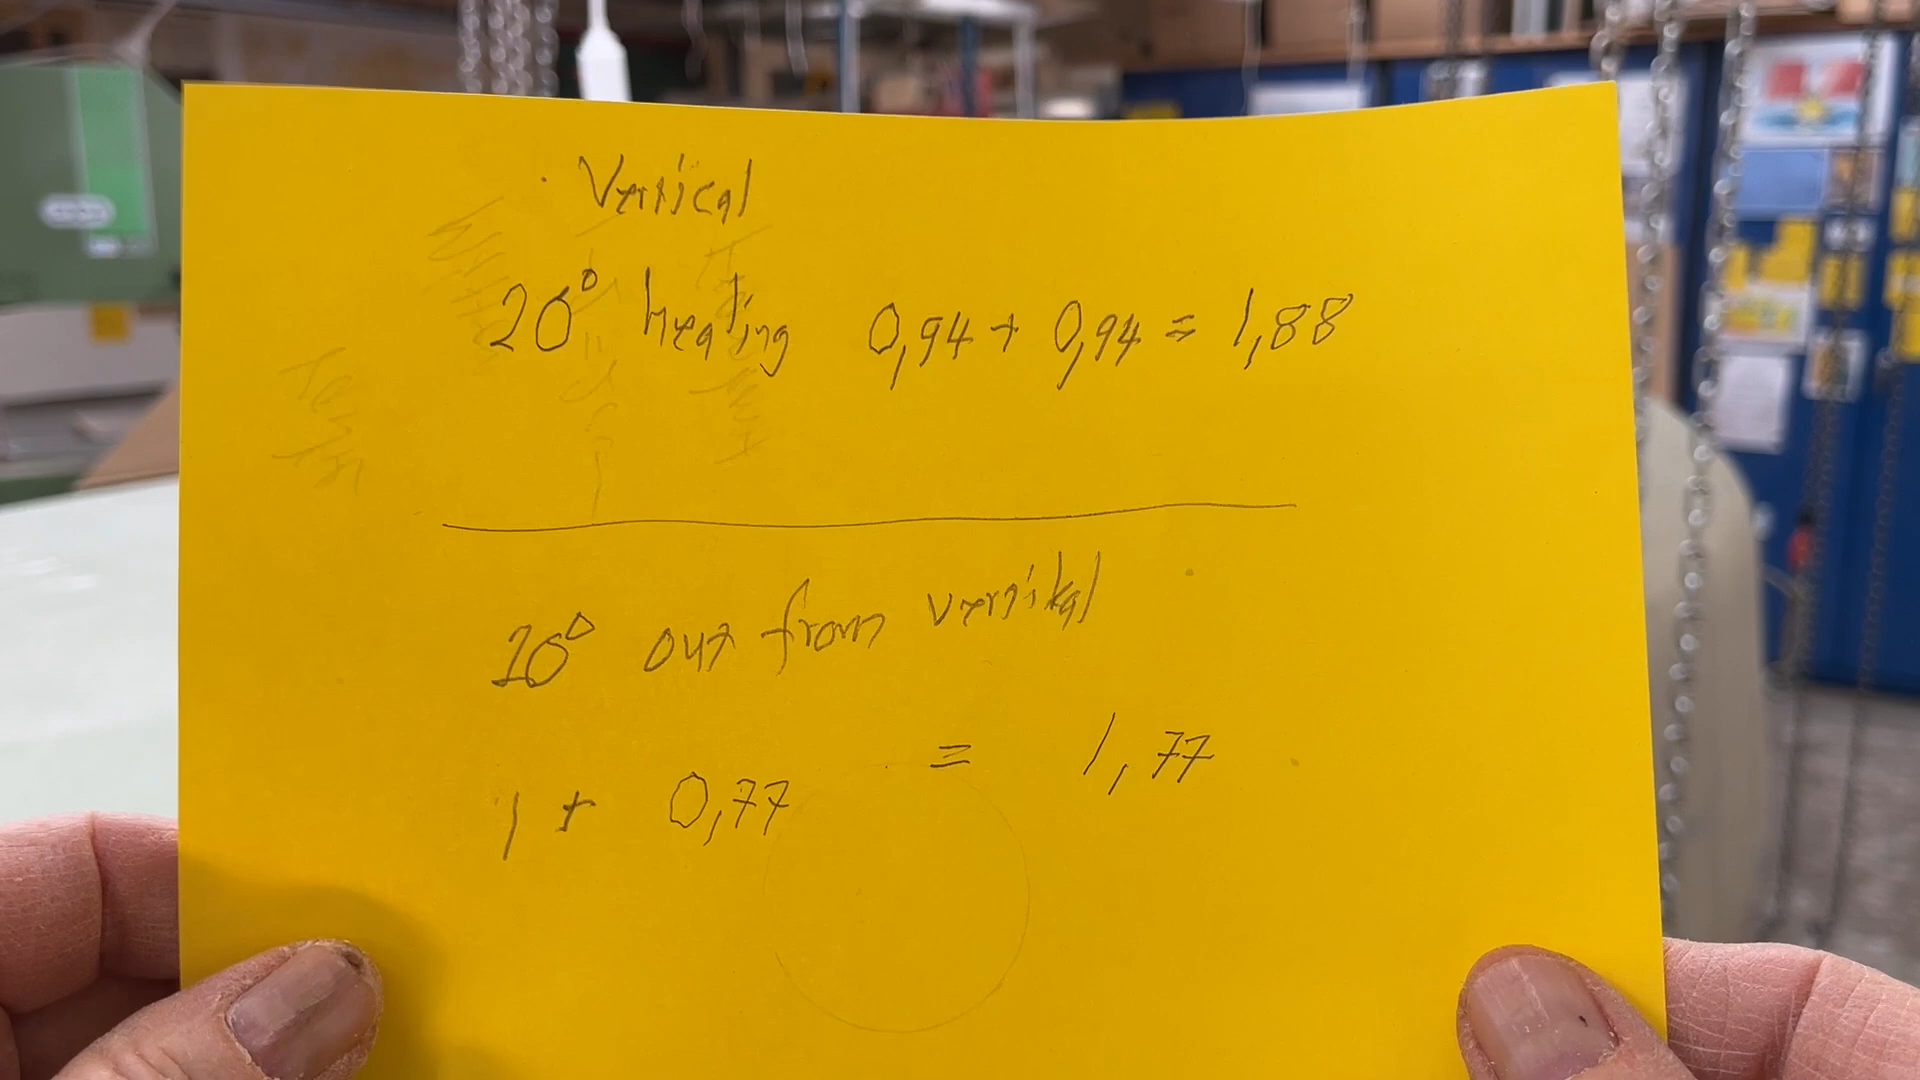 Vertical
20° heating 0,94 + 0,94 = 1,88
20° out from vertikal
1 + 0,77 = 1,77